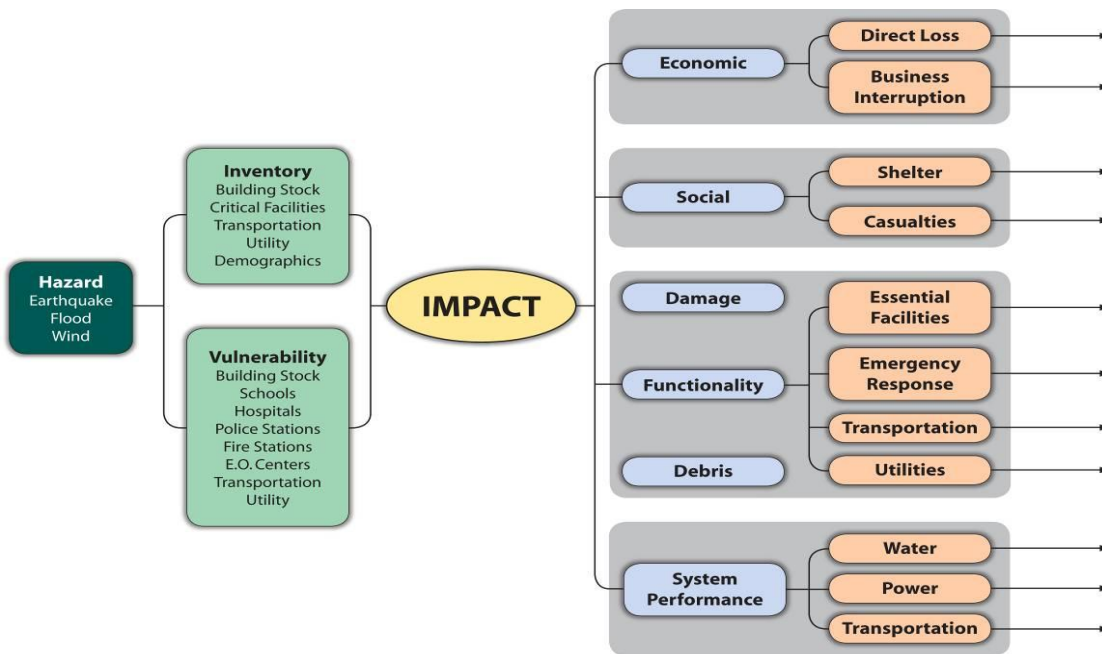 Hazard
Earthquake
Flood
Wind
Inventory
Building Stock
Critical Facilities
Transportation
Utility
Demographics
Vulnerability
Building Stock
Schools
Hospitals
Police Stations
Fire Stations
E.O. Centers
Transportation
Utility
IMPACT
Economic
Direct Loss
Business
Interruption
Social
Shelter
Casualties
Damage
Functionality
Debris
Essential
Facilities
Emergency
Response
Transportation
Utilities
System
Performance
Water
Power
Transportation